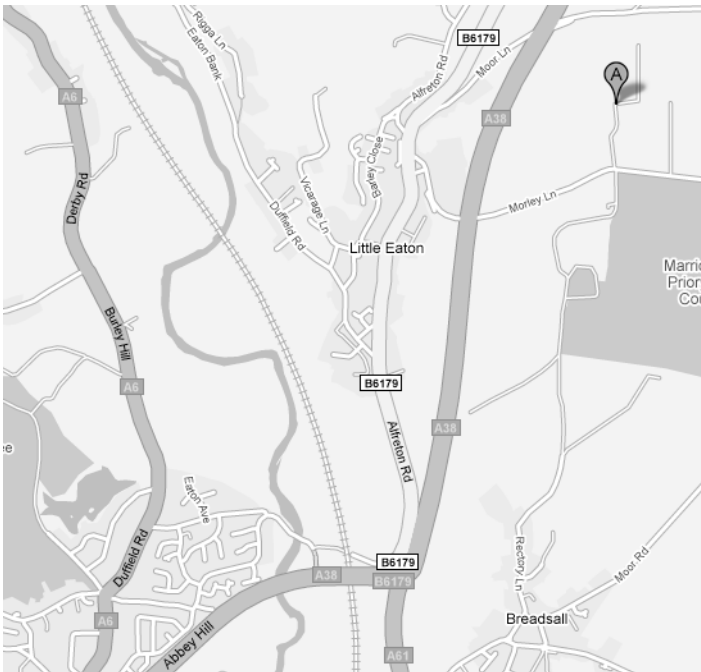 Rigga Ln
Eaton Bank
B6179
Alfreton Rd
Moor Ln
A
A6
A38
Derby Rd
Barley Close
Vicarage Ln
Duffield Rd
Morley Ln
Little Eaton
Burley Hill
A6
B6179
A38
Alfreton Rd
Eaton Ave
Duffield Rd
Rectory Ln
Moor Rd
B6179
A38
B6179
A6
Abbey Hill
Breadsall
A61